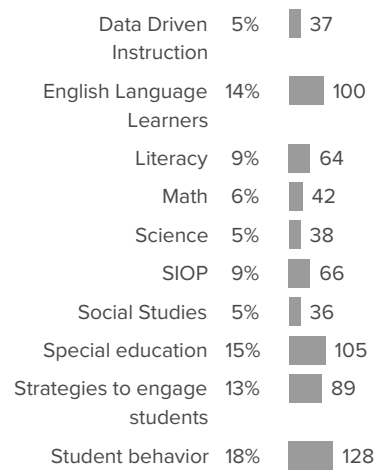 Data Driven 5% 37
Instruction
English Language 14% 100
Learners
Literacy 9% 64
Math 6% 42
Science 5% 38
SIOP 9% 66
Social Studies 5% 36
Special education 15% 105
Strategies to engage 13% 89
students
Student behavior 18% 128